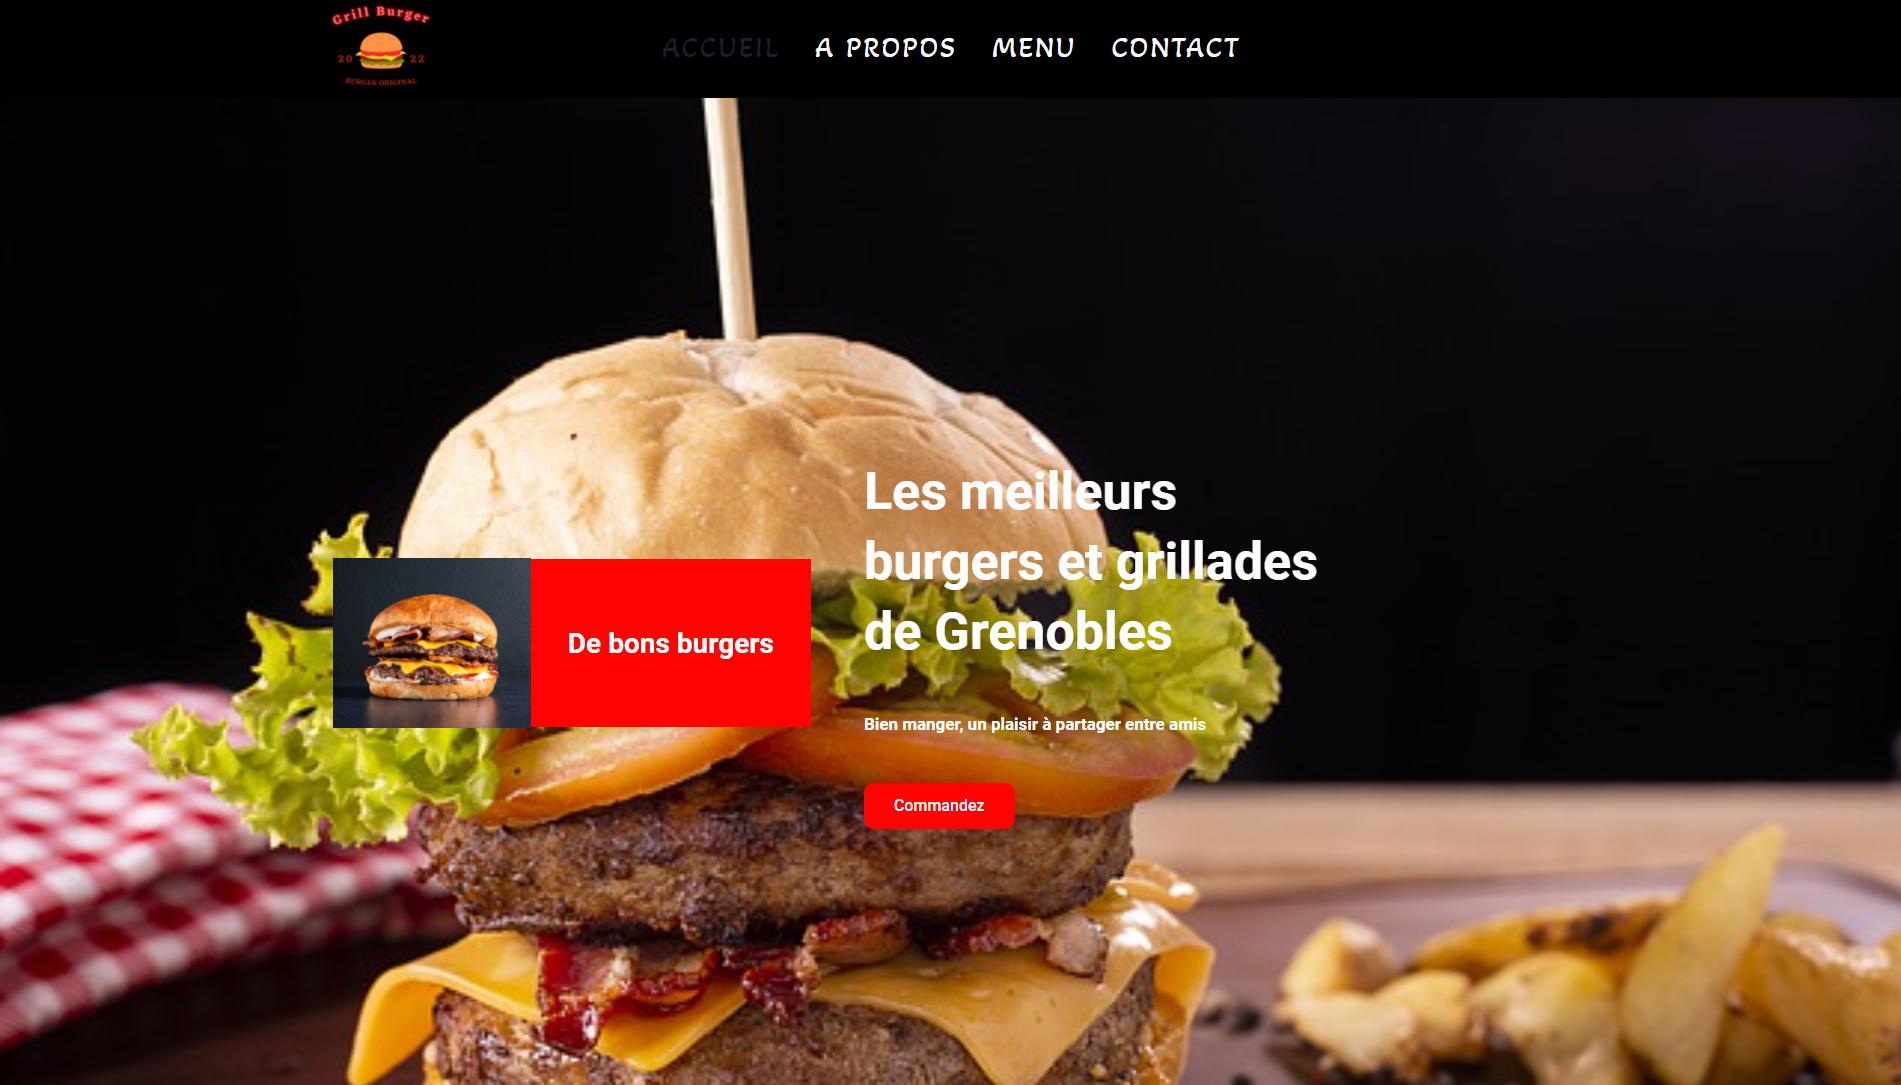 Grill Burger
20 22
BURGER ORIGINAL
ACCUEIL A PROPOS MENU CONTACT
Les meilleurs
burgers et grillades
de Grenobles
De bons burgers
Bien manger, un plaisir à partager entre amis
Commandez